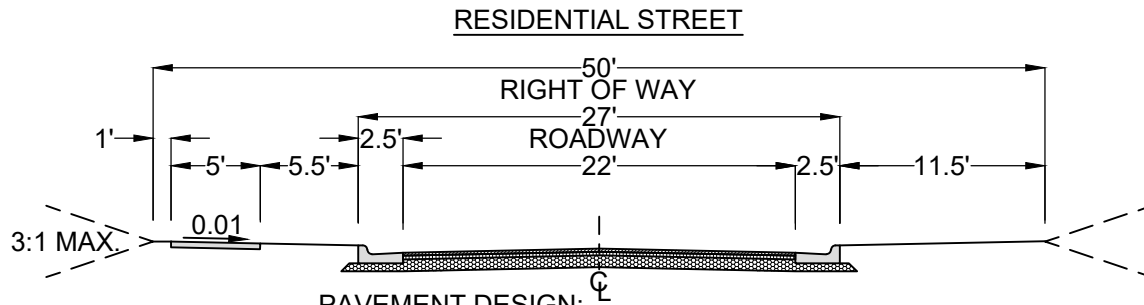 RESIDENTIAL STREET
50'
RIGHT OF WAY
27'
1' 2.5' ROADWAY
5' 5.5' 22' 2.5' 11.5'
0.01
3:1 MAX.
CL
PAVEMENT DESIGN: